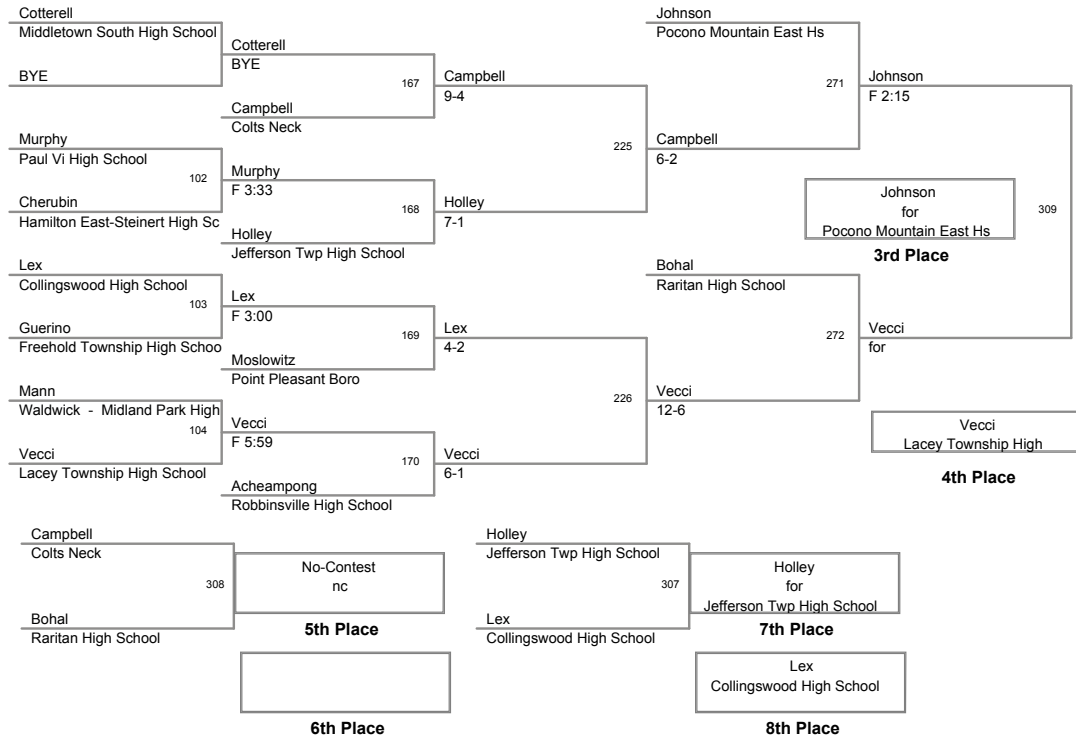 Cotterell
Middletown South High School
BYE
Murphy
Paul Vi High School
102
Cherubin
Hamilton East-Steinert High Sc
Lex
Collingswood High School
103
Guerino
Freehold Township High Schoo
Mann
Waldwick - Midland Park High
104
Vecci
Lacey Township High School
Cotterell
BYE
167
Campbell
Colts Neck
Murphy
F 3:33
168
Holley
Jefferson Twp High School
Lex
F 3:00
169
Moslowitz
Point Pleasant Boro
Vecci
F 5:59
170
Acheampong
Robbinsville High School
Campbell
9-4
225
Holley
7-1
Lex
4-2
226
Vecci
6-1
Johnson
Pocono Mountain East Hs
271
Campbell
6-2
Bohal
Raritan High School
272
Vecci
12-6
Johnson
F 2:15
309
Vecci
for
Johnson
for
Pocono Mountain East Hs
3rd Place
Vecci
Lacey Township High
4th Place
Campbell
Colts Neck
308
Bohal
Raritan High School
No-Contest
nc
5th Place
6th Place
Holley
Jefferson Twp High School
307
Lex
Collingswood High School
Holley
for
Jefferson Twp High School
7th Place
Lex
Collingswood High School
8th Place